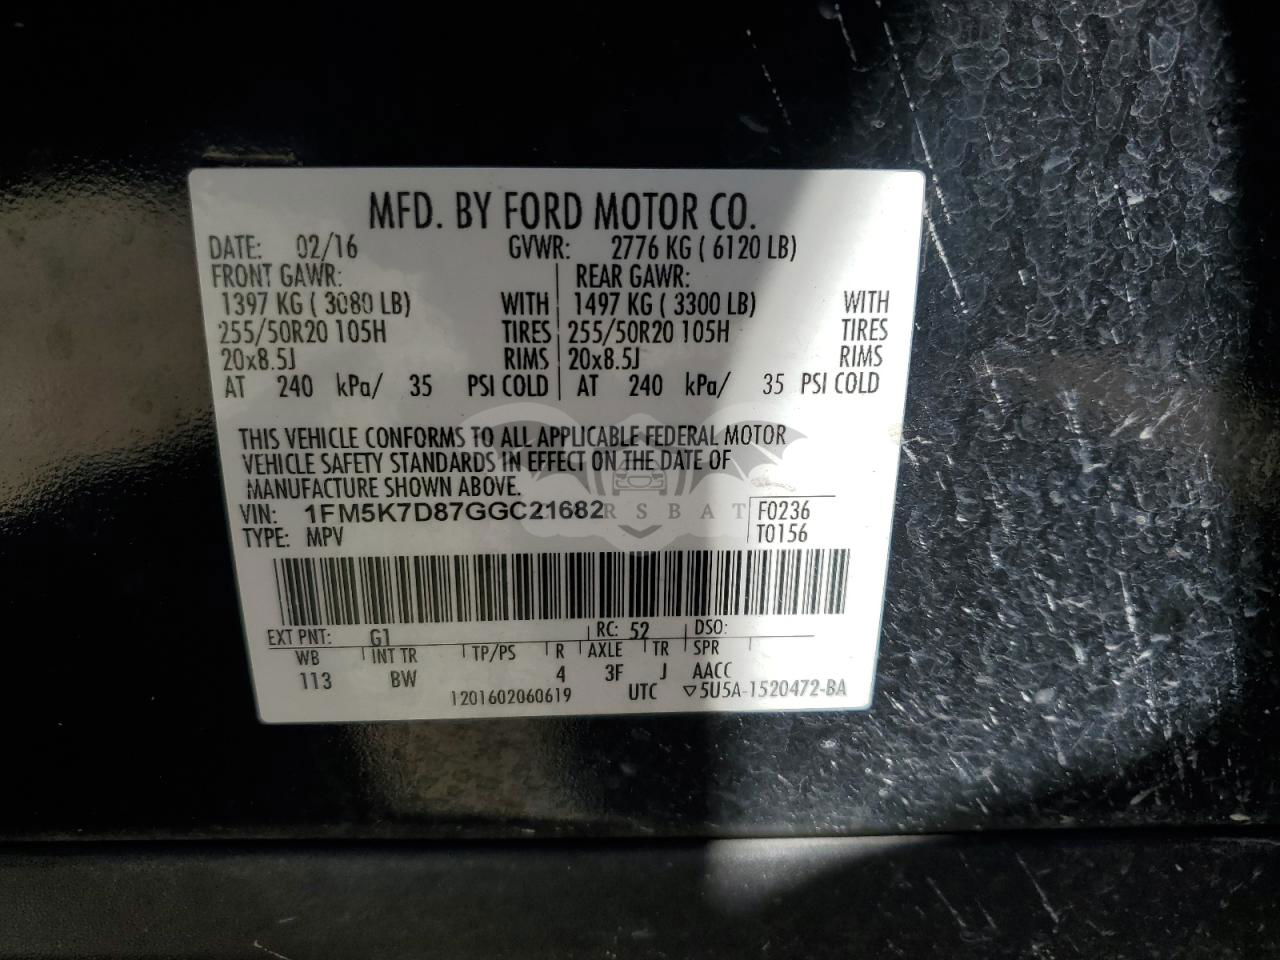 MFD. BY FORD MOTOR CO.
DATE: 02/16 GVWR: 2776 KG ( 6120 LB)
FRONT GAWR: REAR GAWR:
1397 KG ( 3080 LB) WITH 1497 KG ( 3300 LB) WITH
255/50R20 105H TIRES 255/50R20 105H TIRES
20x8.5J RIMS 20x8.5J RIMS
AT 240 kPa/ 35 PSI COLD AT 240 kPa/ 35 PSI COLD
THIS VEHICLE CONFORMS TO ALL APPLICABLE FEDERAL MOTOR
VEHICLE SAFETY STANDARDS IN EFFECT ON THE DATE OF
MANUFACTURE SHOWN ABOVE.
VIN: 1FM5K7D87GGC21682 F0236
TYPE: MPV T0156
EXT PNT: G1 RC: 52 DSO:
WB INT TR TP/PS R AXLE TR SPR
113 BW 4 3F J AACC
1201602060619 UTC ▽5U5A-1520472-BA